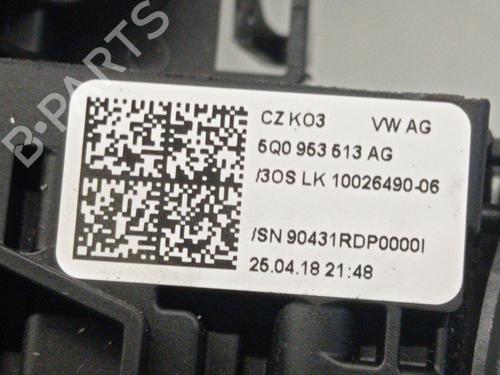 B-PARTS
CZ KO3 VW AG
5Q0 953 513 AG
/3OS LK 10026490-06
/SN 90431RDP0000I
25.04.18 21:48